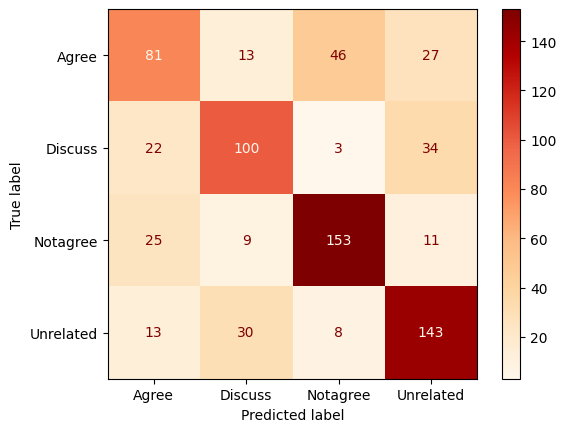 Agree 81 13 46 27
Discuss 22 100 3 34
Notagree 25 9 153 11
Unrelated 13 30 8 143
Agree Discuss Notagree Unrelated
Predicted label
True label
140
120
100
80
60
40
20